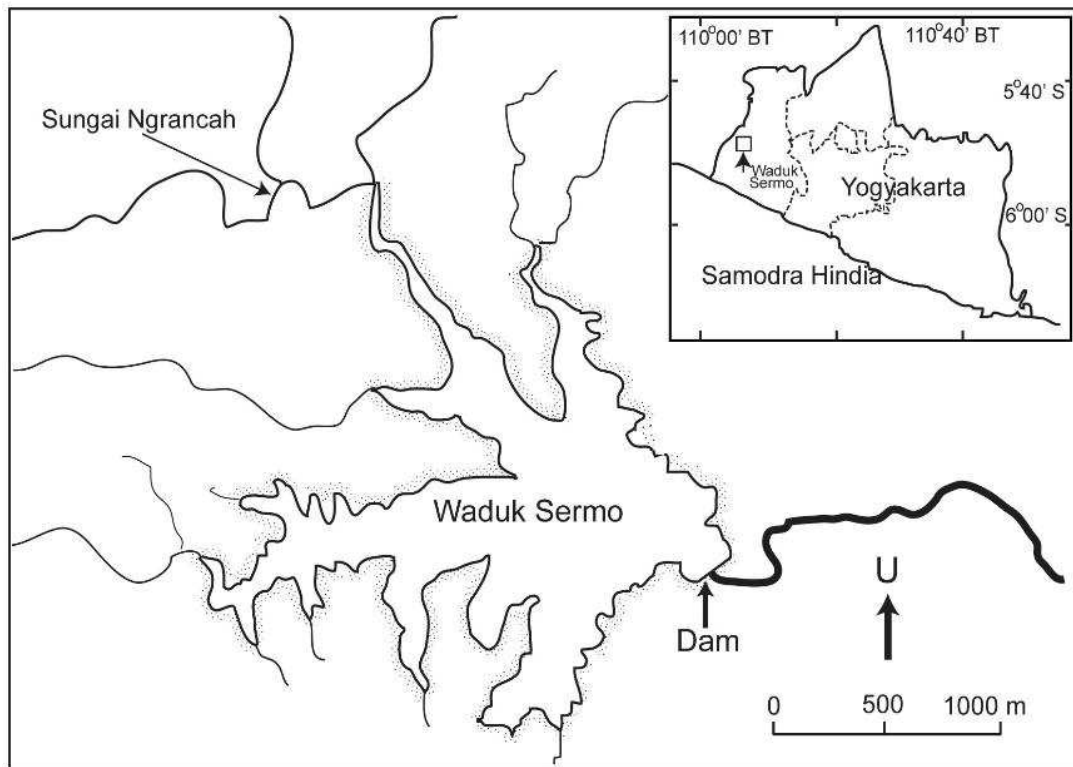 Sungai Ngrancah
110°00' BT
110°40' BT
5°40' S
Waduk
Sermo
Yogyakarta
6°00' S
Samodra Hindia
Waduk Sermo
U
Dam
0 500 1000 m